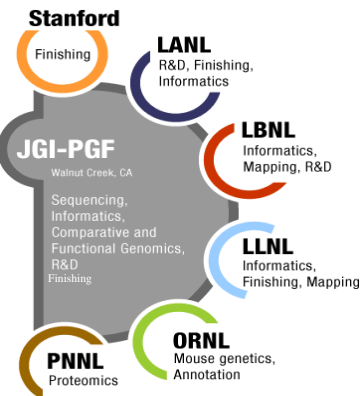 Stanford
Finishing
LANL
R&D, Finishing,
Informatics
LBNL
Informatics,
Mapping, R&D
JGI-PGF
Walnut Creek, CA
Sequencing,
Informatics,
Comparative and
Functional Genomics,
R&D
Finishing
LLNL
Informatics,
Finishing, Mapping
ORNL
Mouse genetics,
Annotation
PNNL
Proteomics